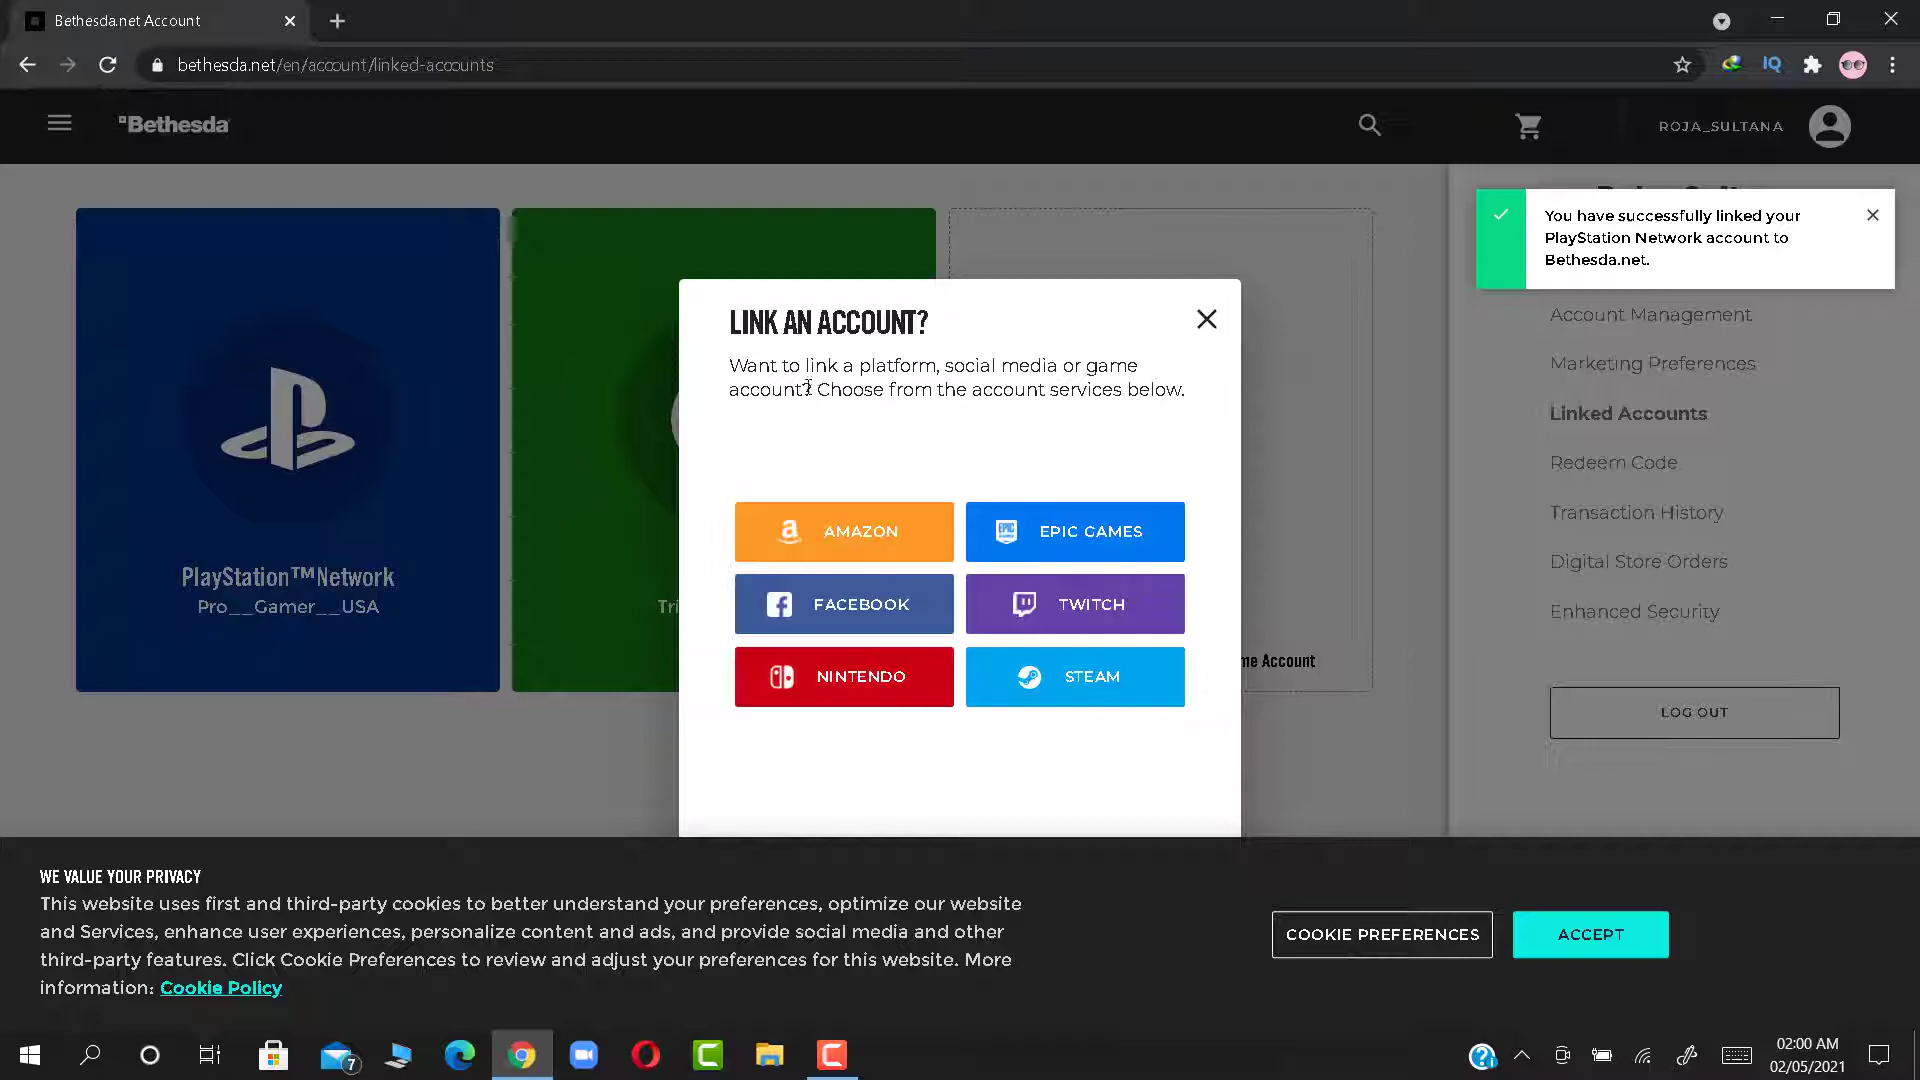 Bethesda.net Account
bethesda.net/en/account/linked-accounts
IQ
Bethesda
ROJA_SULTANA
You have successfully linked your
PlayStation Network account to
Bethesda.net.
Account Management
Marketing Preferences
Linked Accounts
Redeem Code
Transaction History
Digital Store Orders
Enhanced Security
LOG OUT
PlayStation™Network
Pro__Gamer__USA
Tri
me Account
LINK AN ACCOUNT?
Want to link a platform, social media or game
account? Choose from the account services below.
AMAZON
EPIC GAMES
FACEBOOK
TWITCH
NINTENDO
STEAM
WE VALUE YOUR PRIVACY
This website uses first and third-party cookies to better understand your preferences, optimize our website
and Services, enhance user experiences, personalize content and ads, and provide social media and other
third-party features. Click Cookie Preferences to review and adjust your preferences for this website. More
information: Cookie Policy
COOKIE PREFERENCES
ACCEPT
7
02:00 AM
02/05/2021